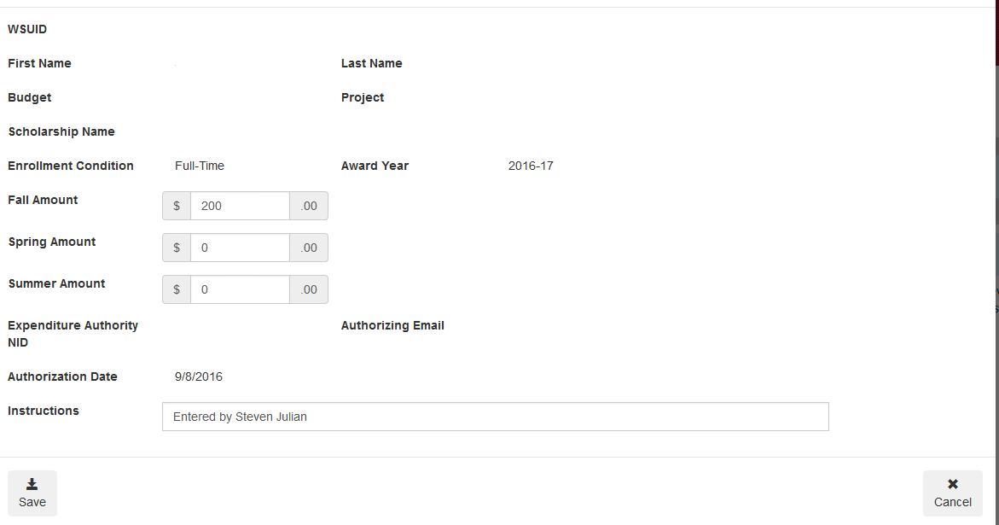 WSUID
First Name Last Name
Budget Project
Scholarship Name
Enrollment Condition Full-Time Award Year 2016-17
Fall Amount $ 200 .00
Spring Amount $ 0 .00
Summer Amount $ 0 .00
Expenditure Authority Authorizing Email
NID
Authorization Date 9/8/2016
Instructions Entered by Steven Julian
Save Cancel